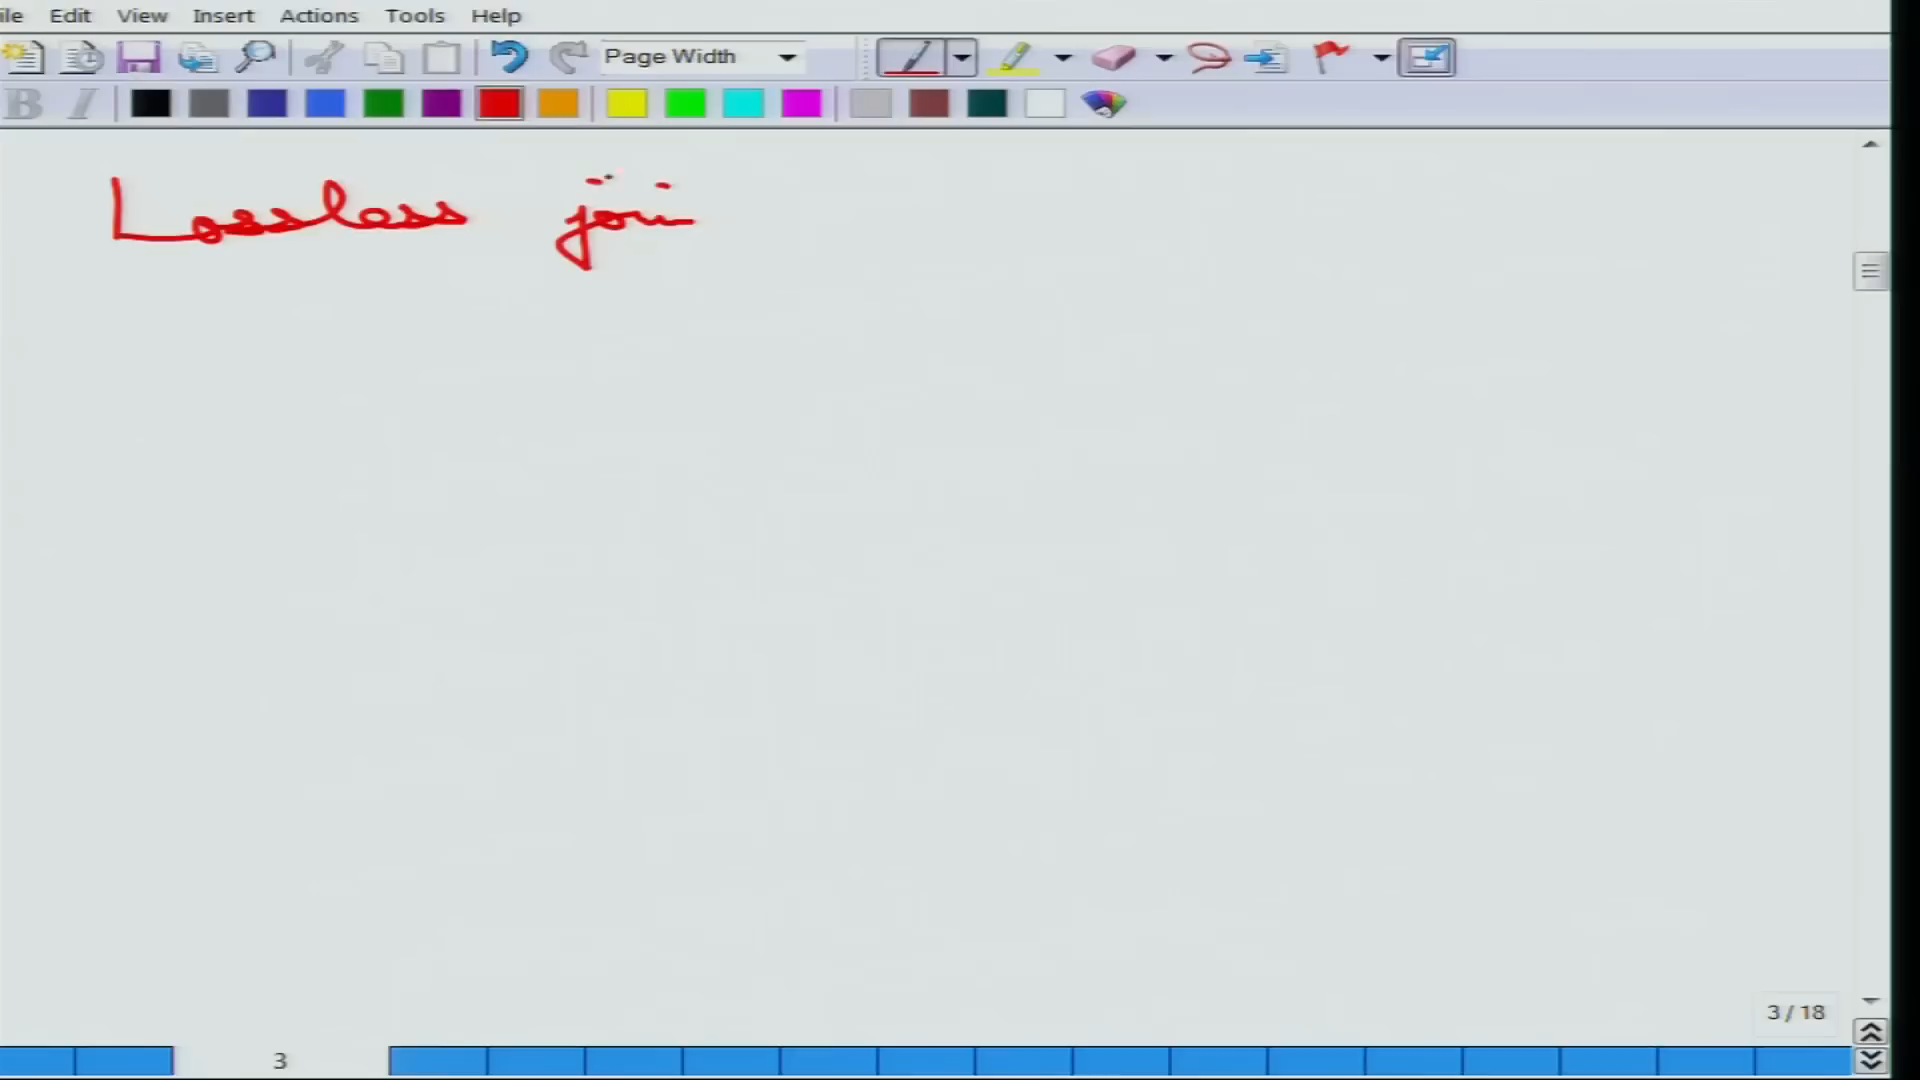 ile Edit View Insert Actions Tools Help
Page Width
B I
Lossless join
3 / 18
3